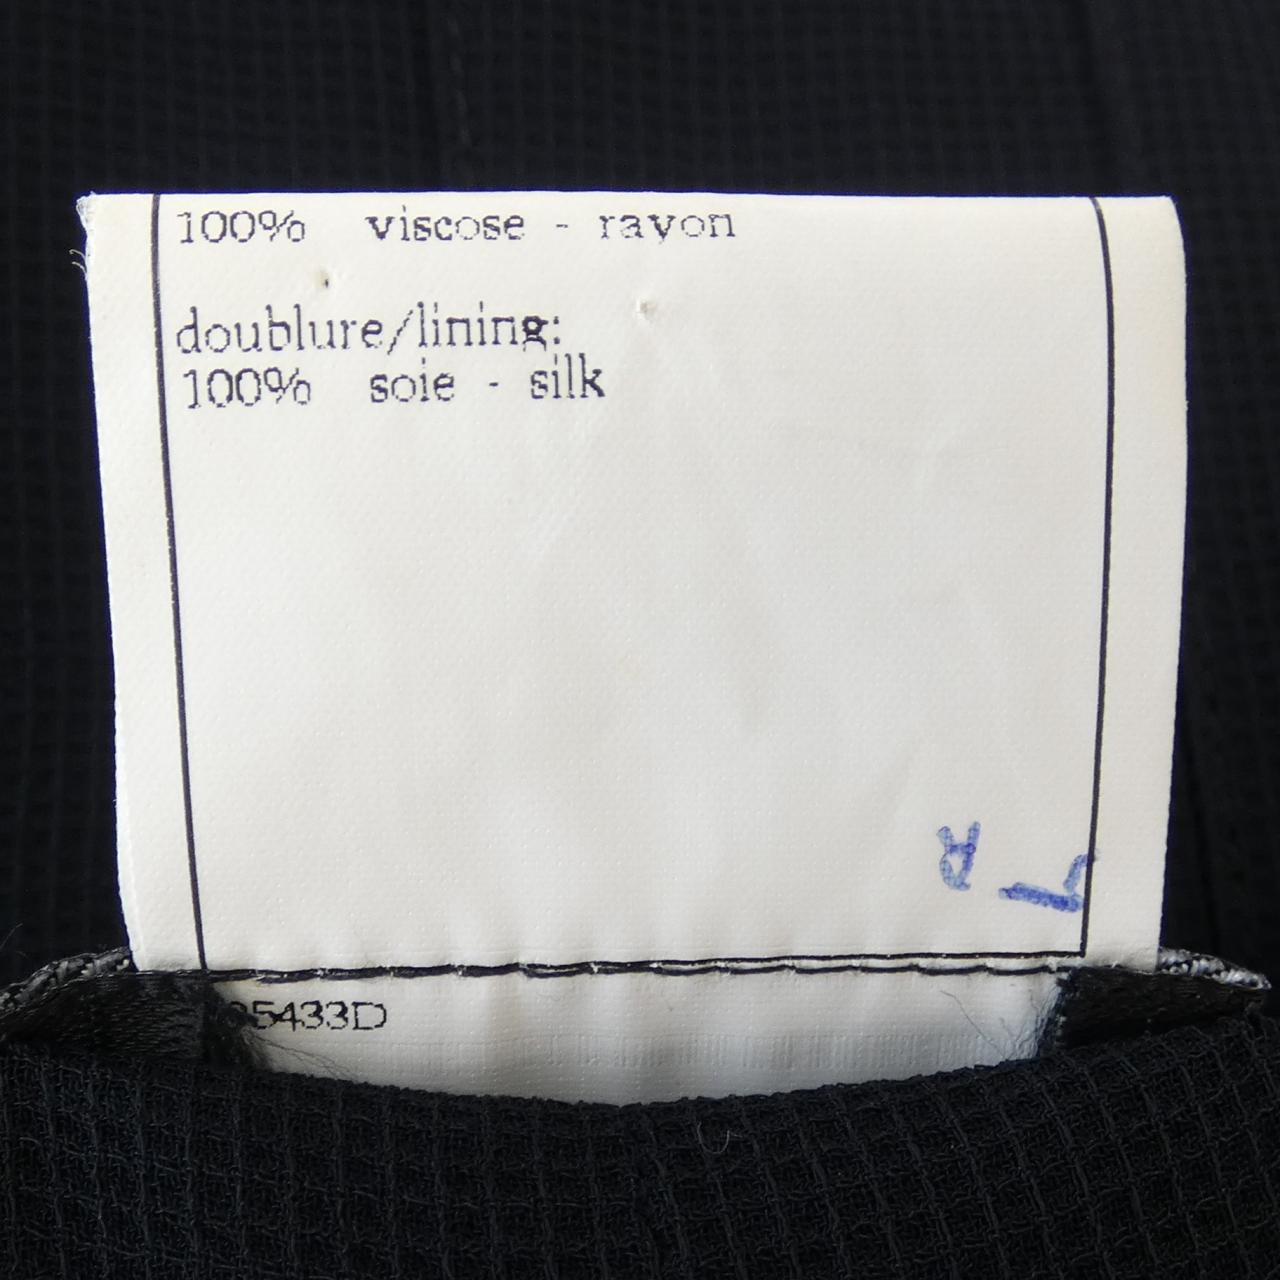 100% viscose - rayon
doublure/lining:
100% soie - silk